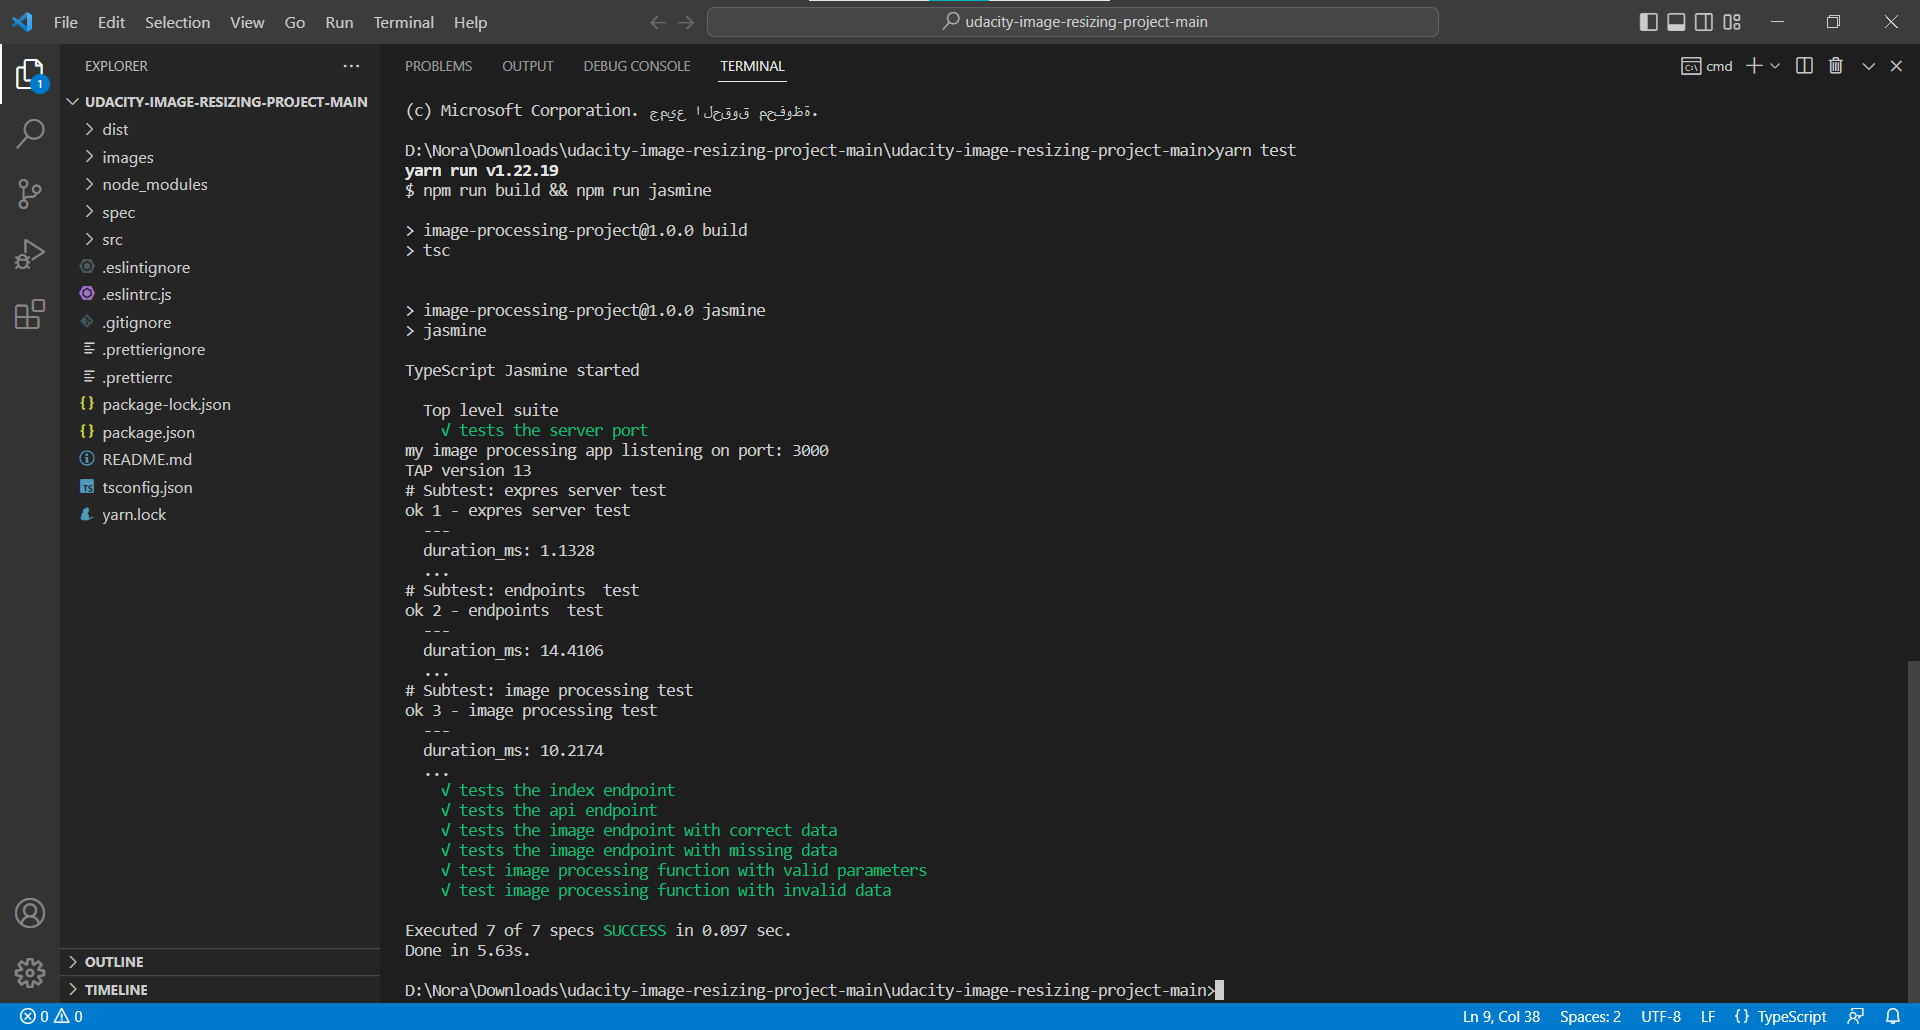 File Edit Selection View Go Run Terminal Help
udacity-image-resizing-project-main
EXPLORER
UDACITY-IMAGE-RESIZING-PROJECT-MAIN
dist
images
node_modules
spec
src
.eslintignore
.eslintrc.js
.gitignore
.prettierignore
.prettierrc
package-lock.json
package.json
README.md
tsconfig.json
yarn.lock
OUTLINE
TIMELINE
PROBLEMS OUTPUT DEBUG CONSOLE TERMINAL
cmd
(c) Microsoft Corporation. جميع الحقوق محفوظة.
D:\Nora\Downloads\udacity-image-resizing-project-main\udacity-image-resizing-project-main>yarn test
yarn run v1.22.19
$ npm run build && npm run jasmine
> image-processing-project@1.0.0 build
> tsc
> image-processing-project@1.0.0 jasmine
> jasmine
TypeScript Jasmine started
Top level suite
√ tests the server port
my image processing app listening on port: 3000
TAP version 13
# Subtest: expres server test
ok 1 - expres server test
---
duration_ms: 1.1328
...
# Subtest: endpoints  test
ok 2 - endpoints  test
---
duration_ms: 14.4106
...
# Subtest: image processing test
ok 3 - image processing test
---
duration_ms: 10.2174
...
√ tests the index endpoint
√ tests the api endpoint
√ tests the image endpoint with correct data
√ tests the image endpoint with missing data
√ test image processing function with valid parameters
√ test image processing function with invalid data
Executed 7 of 7 specs SUCCESS in 0.097 sec.
Done in 5.63s.
D:\Nora\Downloads\udacity-image-resizing-project-main\udacity-image-resizing-project-main>
0 0 Ln 9, Col 38 Spaces: 2 UTF-8 LF { } TypeScript